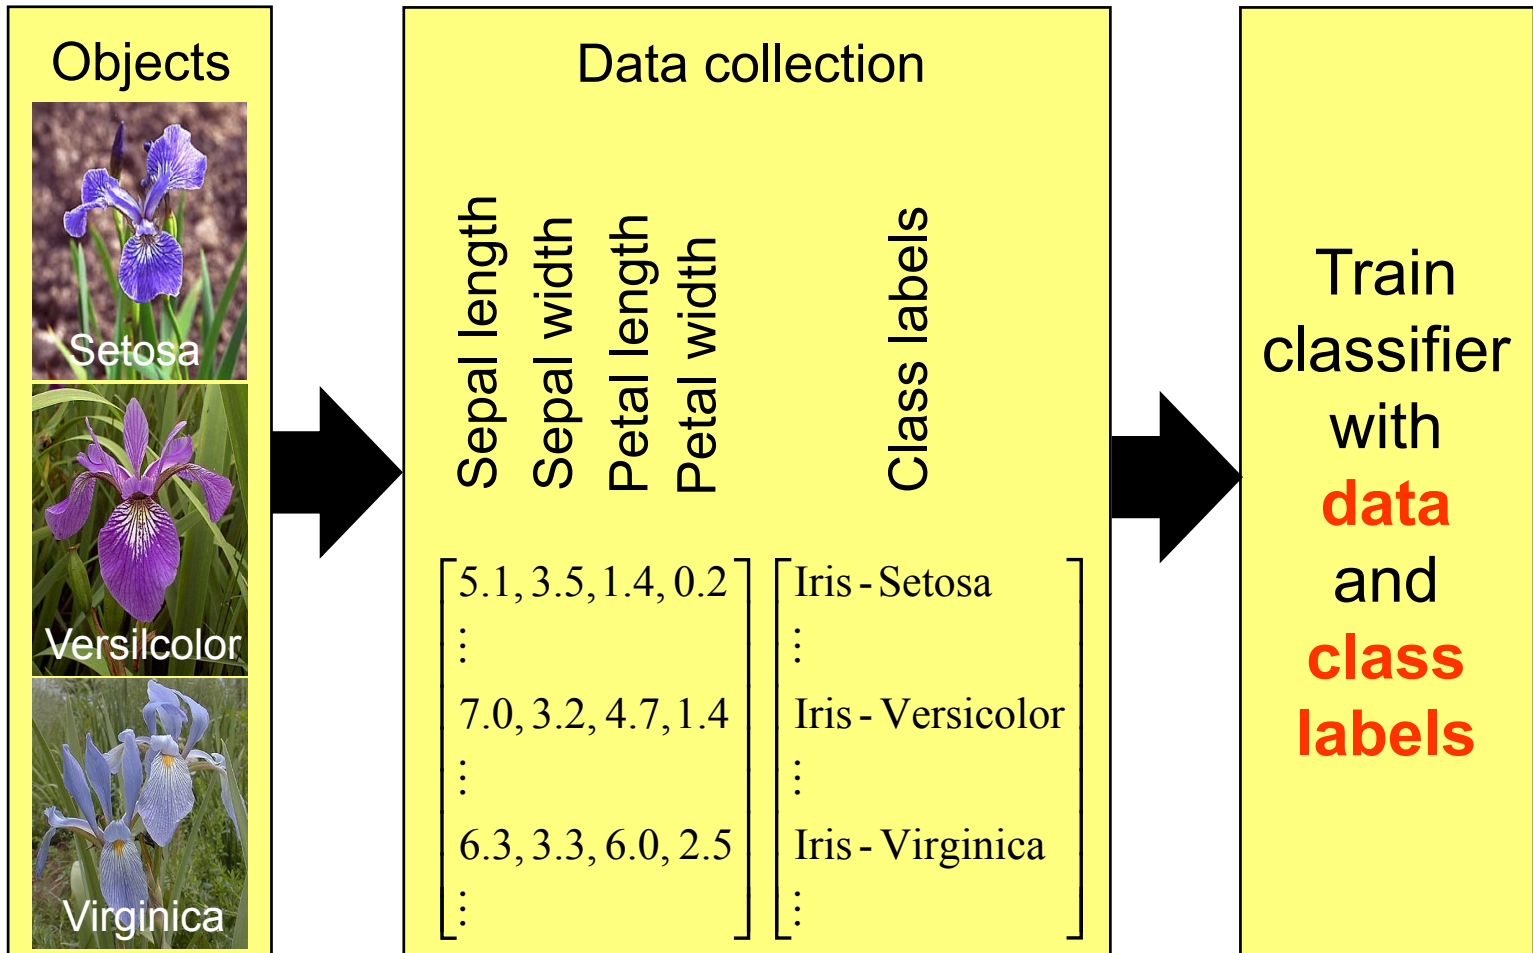 Objects
Setosa
Versilcolor
Virginica
Data collection
Sepal length
Sepal width
Petal length
Petal width
Class labels
5.1, 3.5, 1.4, 0.2
⋮
7.0, 3.2, 4.7, 1.4
⋮
6.3, 3.3, 6.0, 2.5
⋮
Iris - Setosa
⋮
Iris - Versicolor
⋮
Iris - Virginica
⋮
Train
classifier
with
data
and
class
labels